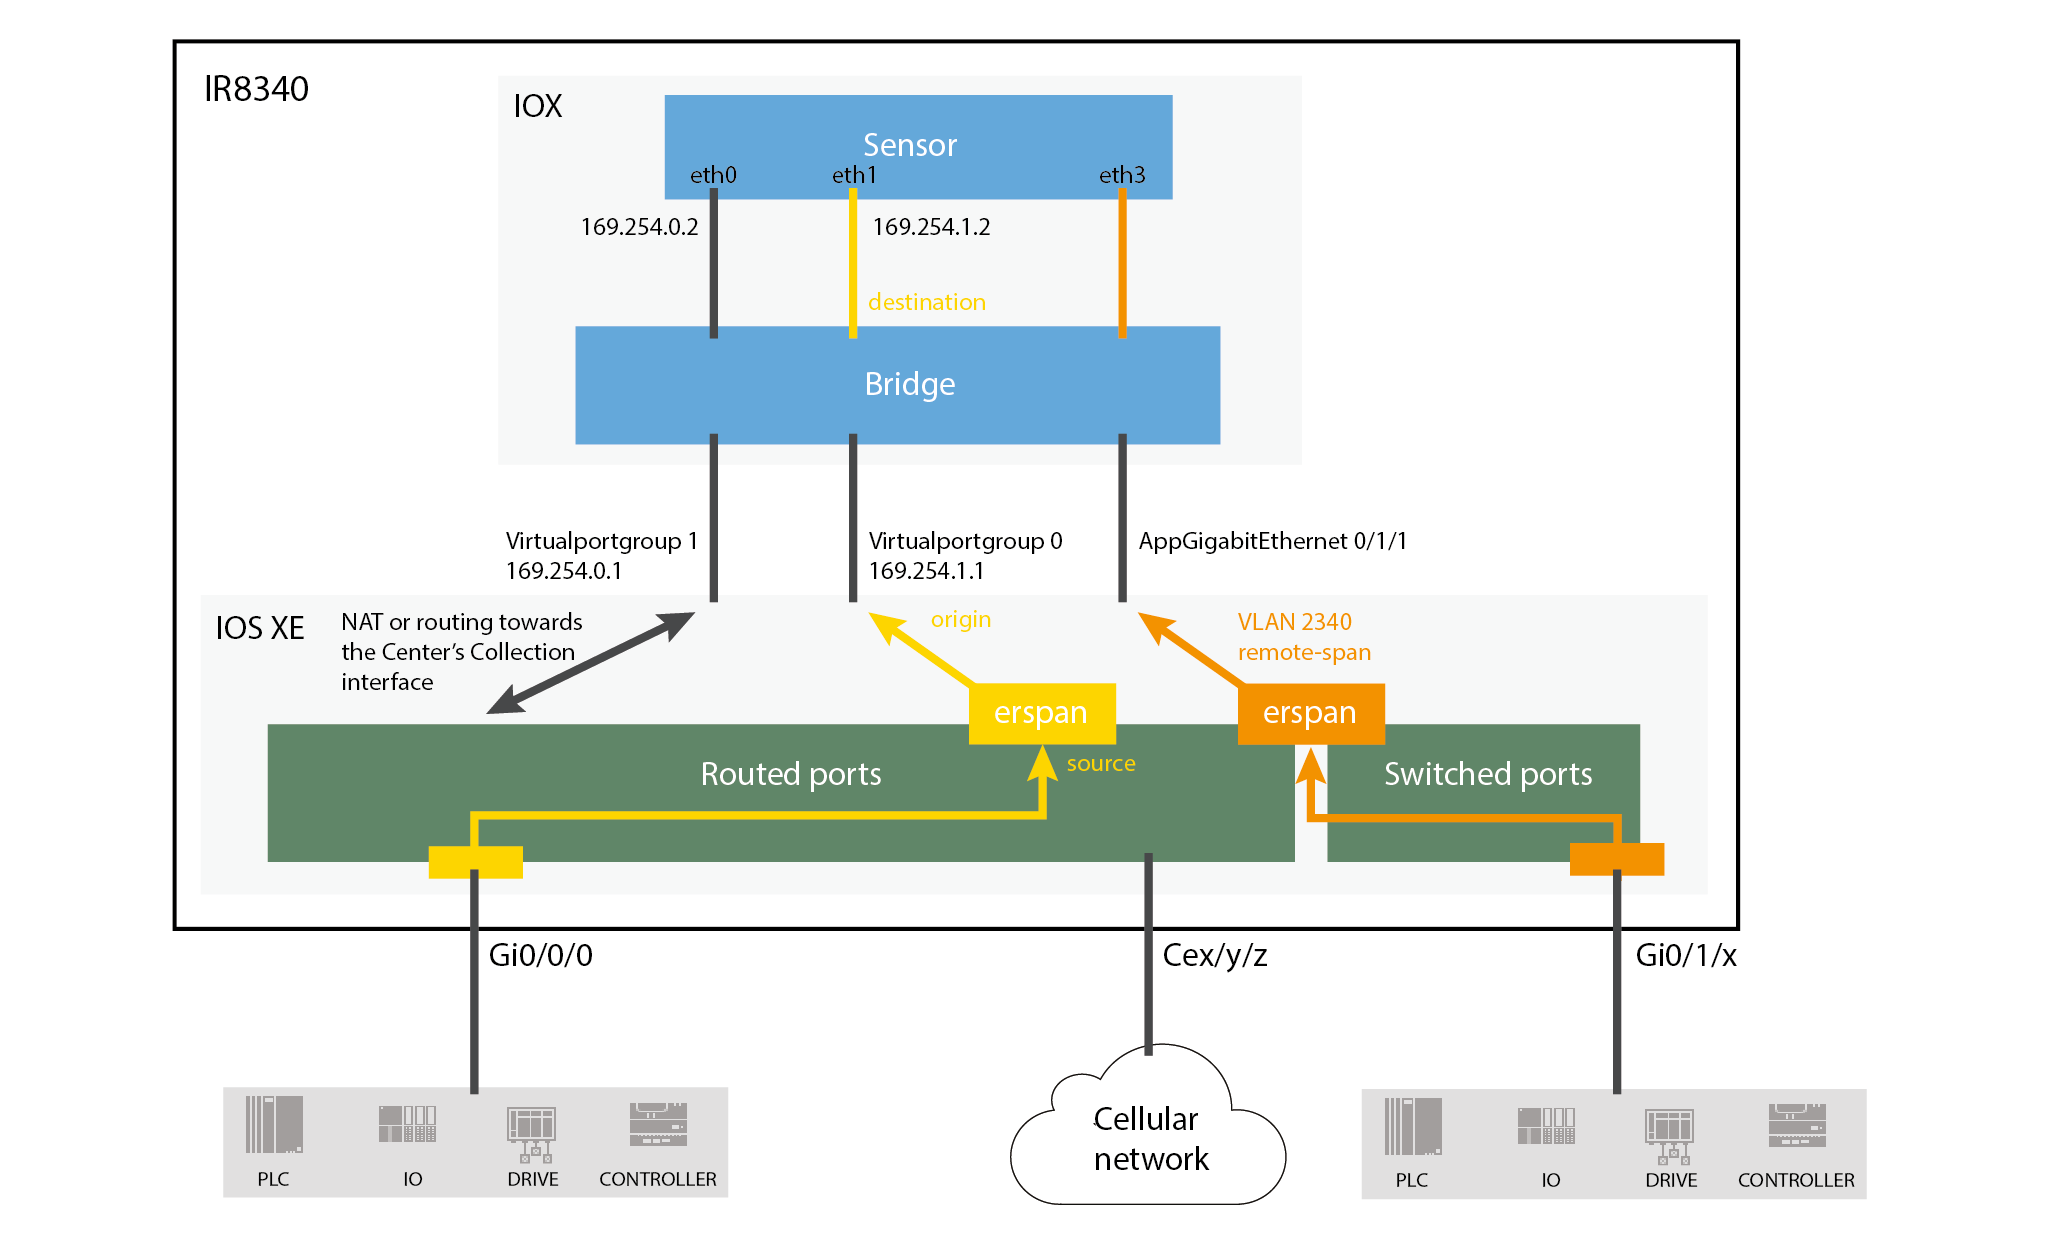 IR8340
IOX
Sensor
eth0
eth1
eth3
169.254.0.2
169.254.1.2
destination
Bridge
Virtualportgroup 1
169.254.0.1
Virtualportgroup 0
169.254.1.1
AppGigabitEthernet 0/1/1
IOS XE
NAT or routing towards
the Center’s Collection
interface
origin
VLAN 2340
remote-span
erspan
erspan
source
Routed ports
Switched ports
Gi0/0/0
Cex/y/z
Gi0/1/x
PLC
IO
DRIVE
CONTROLLER
Cellular
network
PLC
IO
DRIVE
CONTROLLER